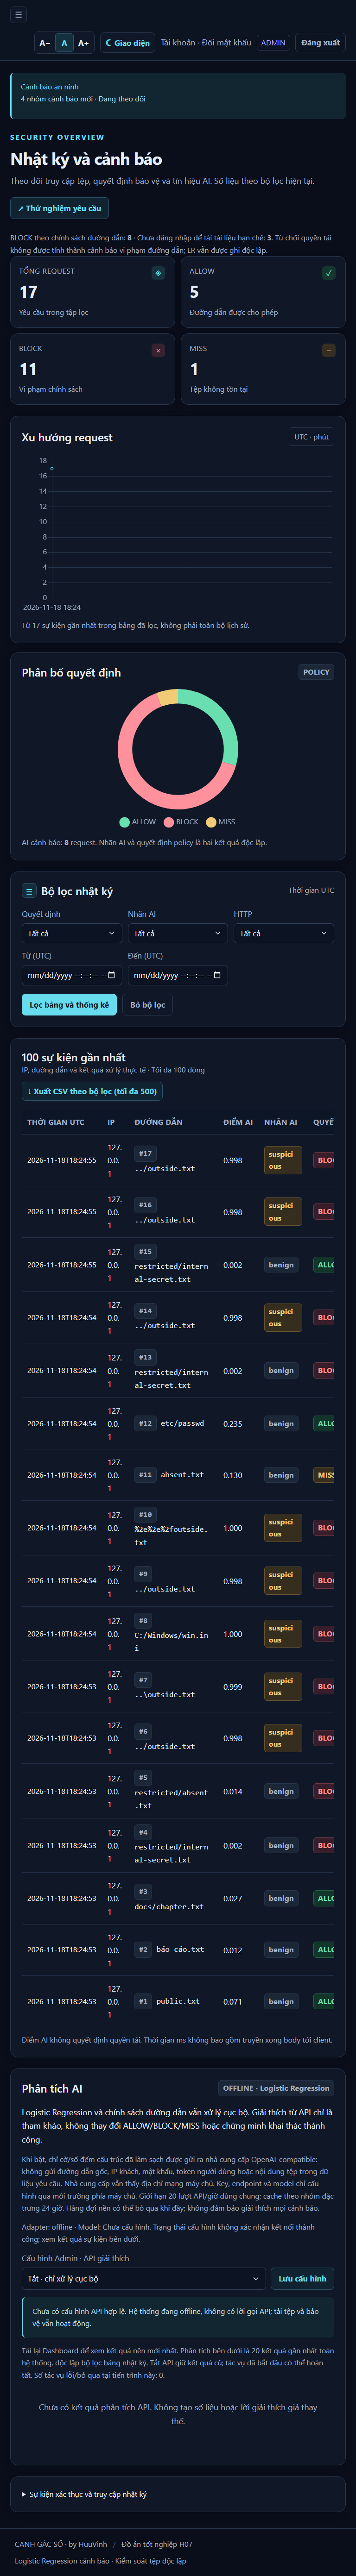 ☰
A− A A+ ☾ Giao diện Tài khoản · Đổi mật khẩu ADMIN Đăng xuất
Cảnh báo an ninh
4 nhóm cảnh báo mới · Đang theo dõi
SECURITY OVERVIEW
Nhật ký và cảnh báo
Theo dõi truy cập tệp, quyết định bảo vệ và tín hiệu AI. Số liệu theo bộ lọc hiện tại.
↗ Thử nghiệm yêu cầu
BLOCK theo chính sách đường dẫn: 8 · Chưa đăng nhập để tải tài liệu hạn chế: 3. Từ chối quyền tải
không được tính thành cảnh báo vi phạm đường dẫn; LR vẫn được ghi độc lập.
TỔNG REQUEST
17
Yêu cầu trong tập lọc
ALLOW
✓
5
Đường dẫn được cho phép
BLOCK
×
11
Vi phạm chính sách
MISS
−
1
Tệp không tồn tại
Xu hướng request
UTC · phút
18
16
14
12
10
8
6
4
2
0
2026-11-18 18:24
Từ 17 sự kiện gần nhất trong bảng đã lọc, không phải toàn bộ lịch sử.
Phân bố quyết định
POLICY
ALLOW BLOCK MISS
AI cảnh báo: 8 request. Nhãn AI và quyết định policy là hai kết quả độc lập.
☰ Bộ lọc nhật ký
Thời gian UTC
Quyết định Nhãn AI HTTP
Tất cả Tất cả Tất cả
Từ (UTC) Đến (UTC)
mm/dd/yyyy --:--:-- -- mm/dd/yyyy --:--:-- --
Lọc bảng và thống kê Bỏ bộ lọc
100 sự kiện gần nhất
IP, đường dẫn và kết quả xử lý thực tế · Tối đa 100 dòng
↓ Xuất CSV theo bộ lọc (tối đa 500)
THỜI GIAN UTC IP ĐƯỜNG DẪN ĐIỂM AI NHÃN AI QUYẾ
2026-11-18T18:24:55 127.0.0.1 #17 ../outside.txt 0.998 suspicious BLOC
2026-11-18T18:24:55 127.0.0.1 #16 ../outside.txt 0.998 suspicious BLOC
2026-11-18T18:24:55 127.0.0.1 #15 restricted/internal-secret.txt 0.002 benign ALLO
2026-11-18T18:24:54 127.0.0.1 #14 ../outside.txt 0.998 suspicious BLOC
2026-11-18T18:24:54 127.0.0.1 #13 restricted/internal-secret.txt 0.002 benign BLOC
2026-11-18T18:24:54 127.0.0.1 #12 etc/passwd 0.235 benign ALLO
2026-11-18T18:24:54 127.0.0.1 #11 absent.txt 0.130 benign MISS
2026-11-18T18:24:54 127.0.0.1 #10 %2e%2e%2foutside.txt 1.000 suspicious BLOC
2026-11-18T18:24:54 127.0.0.1 #9 ../outside.txt 0.998 suspicious BLOC
2026-11-18T18:24:54 127.0.0.1 #8 C:/Windows/win.ini 1.000 suspicious BLOC
2026-11-18T18:24:53 127.0.0.1 #7 ..\outside.txt 0.999 suspicious BLOC
2026-11-18T18:24:53 127.0.0.1 #6 ../outside.txt 0.998 suspicious BLOC
2026-11-18T18:24:53 127.0.0.1 #5 restricted/absent.txt 0.014 benign BLOC
2026-11-18T18:24:53 127.0.0.1 #4 restricted/internal-secret.txt 0.002 benign BLOC
2026-11-18T18:24:53 127.0.0.1 #3 docs/chapter.txt 0.027 benign ALLO
2026-11-18T18:24:53 127.0.0.1 #2 báo cáo.txt 0.012 benign ALLO
2026-11-18T18:24:53 127.0.0.1 #1 public.txt 0.071 benign ALLO
Điểm AI không quyết định quyền tải. Thời gian ms không bao gồm truyền xong body tới client.
Phân tích AI
OFFLINE · Logistic Regression
Logistic Regression và chính sách đường dẫn vẫn xử lý cục bộ. Giải thích từ API chỉ là
tham khảo, không thay đổi ALLOW/BLOCK/MISS hoặc chứng minh khai thác thành
công.
Khi bật, chỉ cờ/số đếm cấu trúc đã làm sạch được gửi ra nhà cung cấp OpenAI-compatible:
không gửi đường dẫn gốc, IP khách, mật khẩu, token người dùng hoặc nội dung tệp trong dữ
liệu yêu cầu. Nhà cung cấp vẫn thấy địa chỉ mạng máy chủ. Key, endpoint và model chỉ cấu
hình qua môi trường phía máy chủ. Giới hạn 20 lượt API/giờ dùng chung; cache theo nhóm đặc
trưng 24 giờ. Hàng đợi nền có thể bỏ qua khi đầy; không đảm bảo giải thích mọi cảnh báo.
Adapter: offline · Model: Chưa cấu hình. Trạng thái cấu hình không xác nhận kết nối thành
công; xem kết quả sự kiện bên dưới.
Cấu hình Admin · API giải thích
Tắt · chỉ xử lý cục bộ Lưu cấu hình
Chưa có cấu hình API hợp lệ. Hệ thống đang offline, không có lời gọi API; tải tệp và bảo
vệ vẫn hoạt động.
Tải lại Dashboard để xem kết quả nền mới nhất. Phân tích bên dưới là 20 kết quả gần nhất toàn
hệ thống, độc lập bộ lọc bảng nhật ký. Tắt API giữ kết quả cũ; tác vụ đã bắt đầu có thể hoàn
tất. Số tác vụ lỗi/bỏ qua tại tiến trình này: 0.
Chưa có kết quả phân tích API. Không tạo số liệu hoặc lời giải thích giả thay
thế.
▶ Sự kiện xác thực và truy cập nhật ký
CANH GÁC SỐ · by HuuVinh / Đồ án tốt nghiệp H07
Logistic Regression cảnh báo · Kiểm soát tệp độc lập